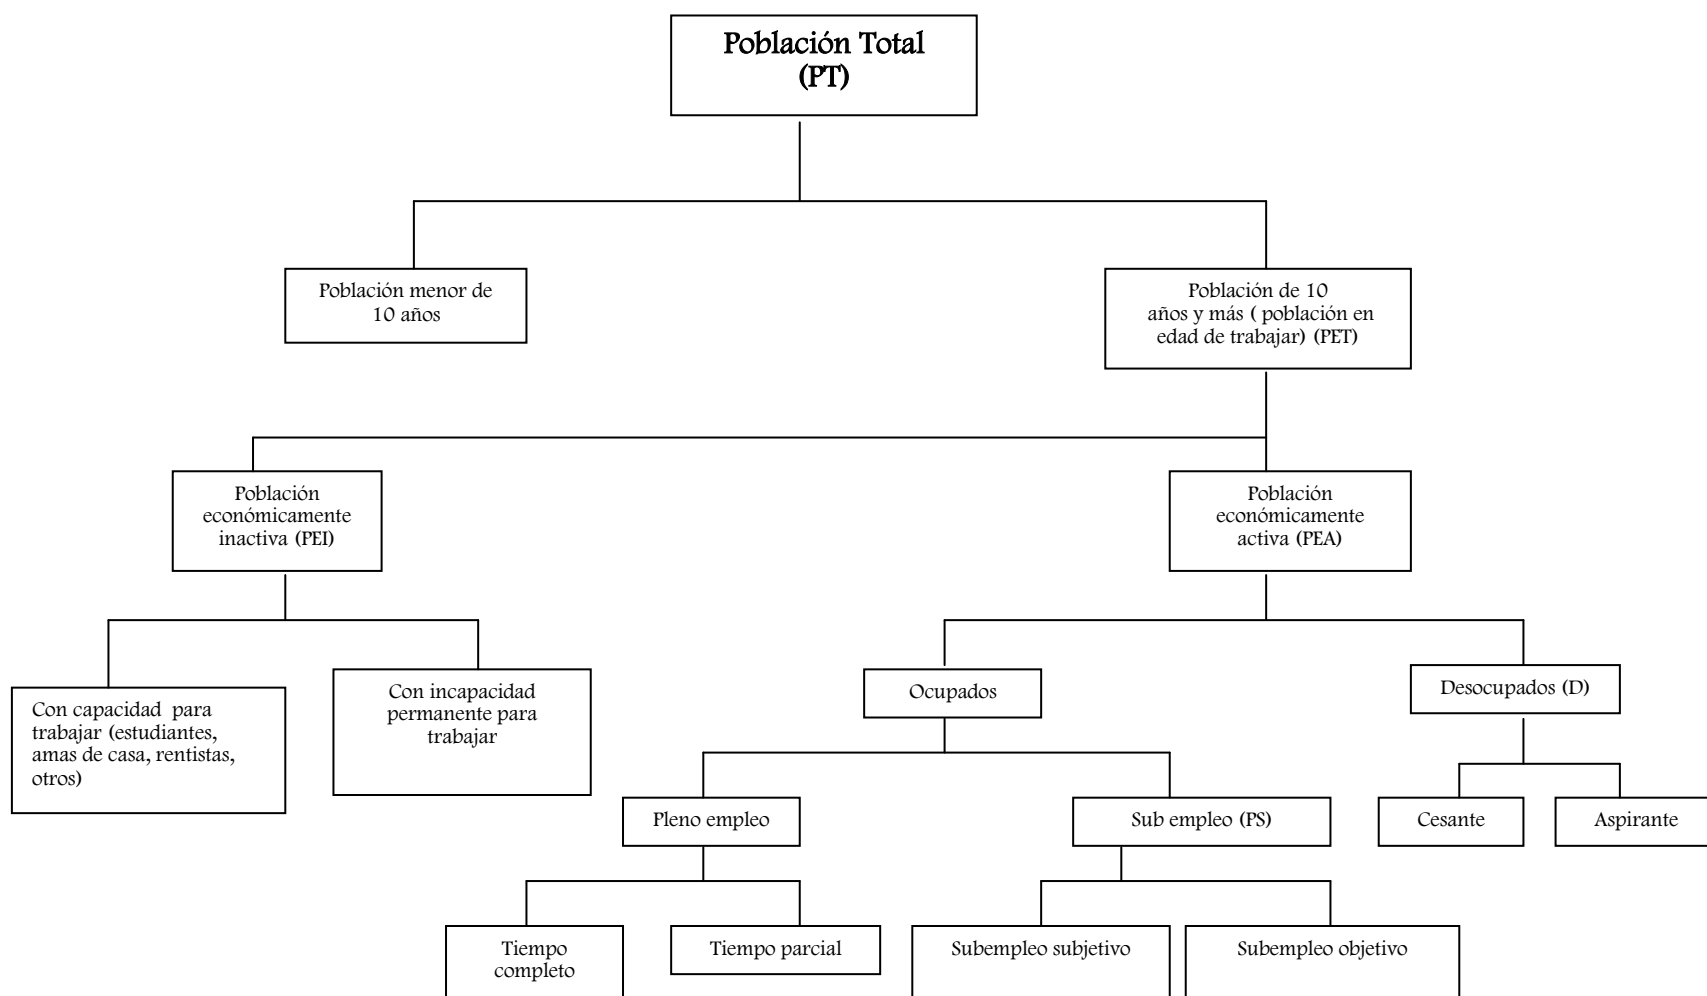 Población Total
(PT)
Población menor de
10 años
Población de 10
años y más ( población en
edad de trabajar) (PET)
Población
económicamente
inactiva (PEI)
Población
económicamente
activa (PEA)
Con capacidad para
trabajar (estudiantes,
amas de casa, rentistas,
otros)
Con incapacidad
permanente para
trabajar
Ocupados
Desocupados (D)
Pleno empleo
Sub empleo (PS)
Cesante
Aspirante
Tiempo
completo
Tiempo parcial
Subempleo subjetivo
Subempleo objetivo